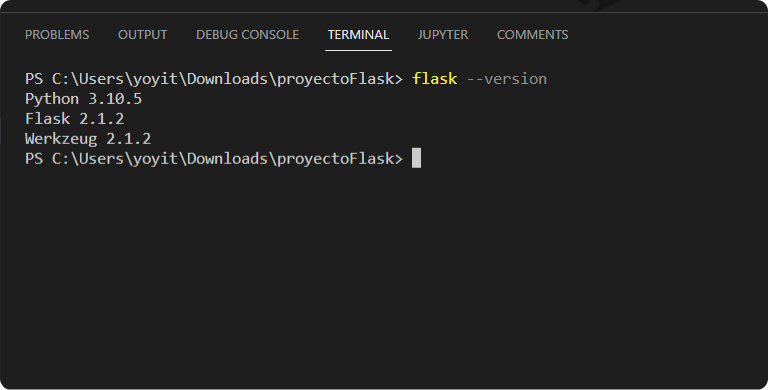 PROBLEMS OUTPUT DEBUG CONSOLE TERMINAL JUPYTER COMMENTS
PS C:\Users\yoyit\Downloads\proyectoFlask> flask --version
Python 3.10.5
Flask 2.1.2
Werkzeug 2.1.2
PS C:\Users\yoyit\Downloads\proyectoFlask>